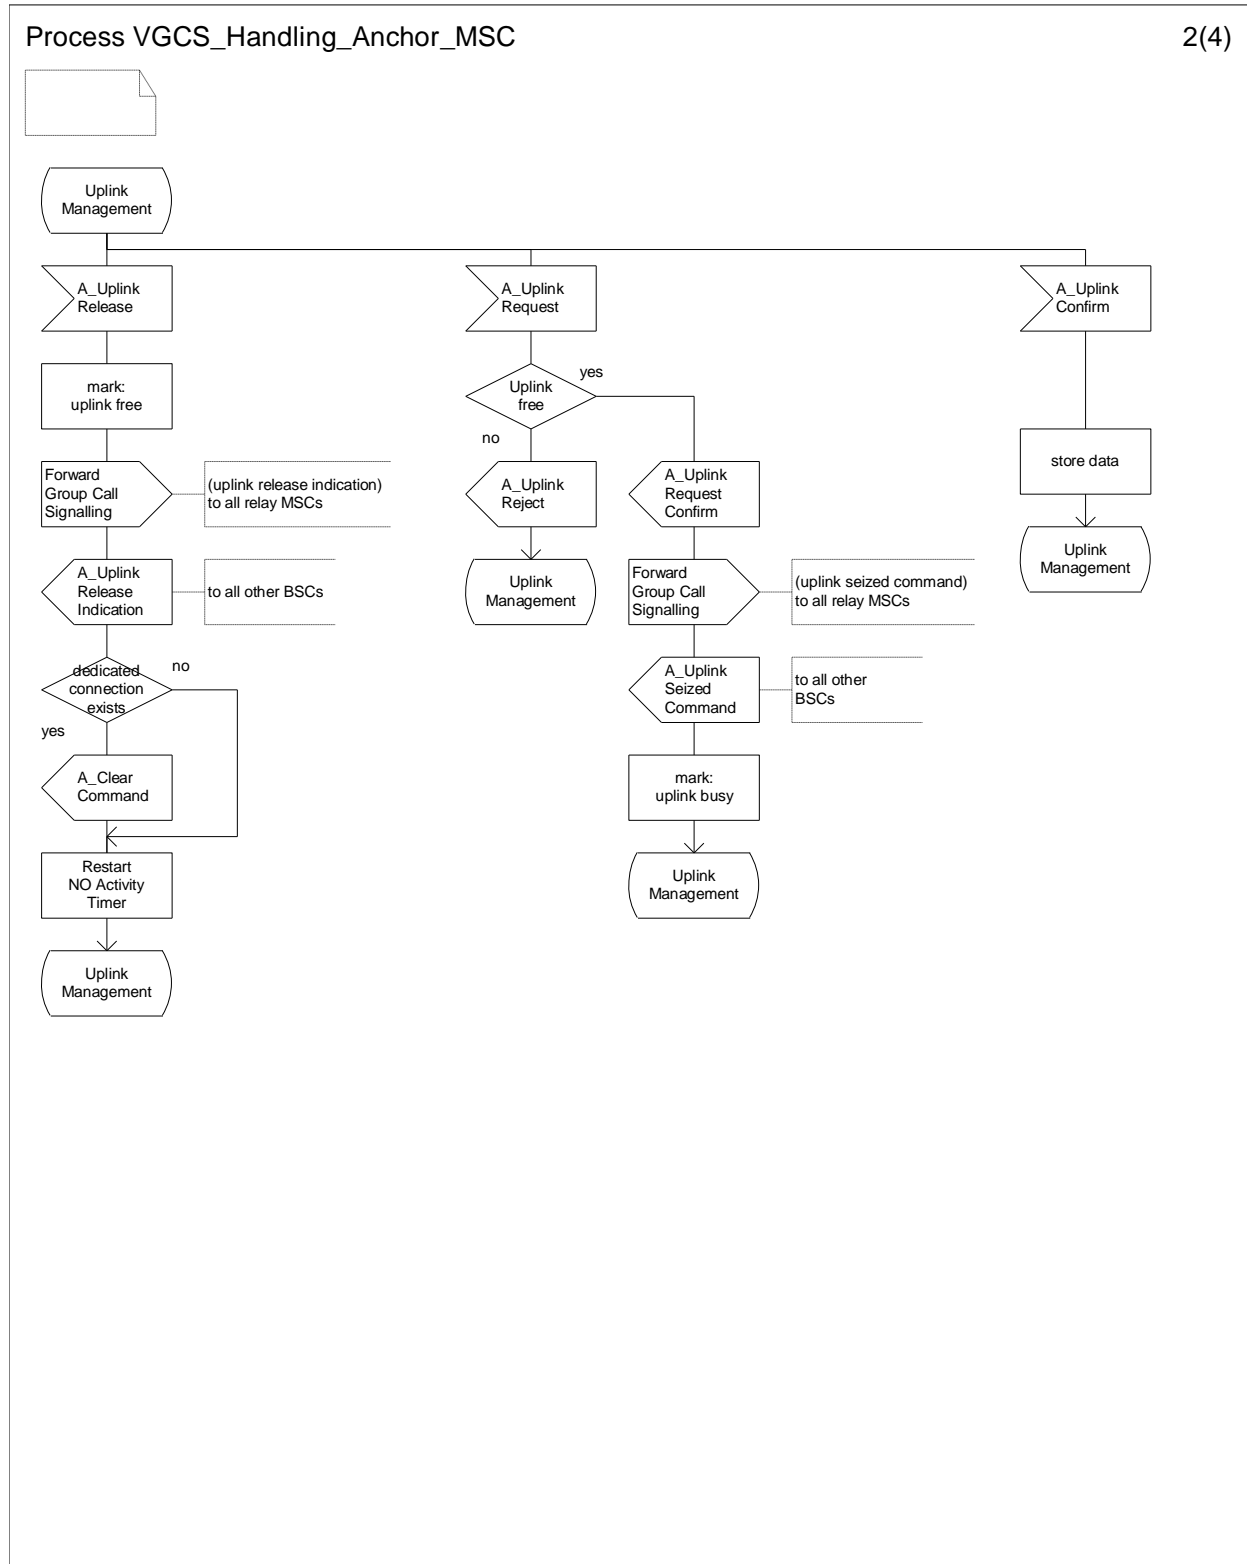 Process VGCS_Handling_Anchor_MSC
2(4)
Uplink
Management
A_Uplink
Release
mark:
uplink free
Forward
Group Call
Signalling
(uplink release indication)
to all relay MSCs
A_Uplink
Release
Indication
to all other BSCs
dedicated
connection
exists
no
yes
A_Clear
Command
Restart
NO Activity
Timer
Uplink
Management
A_Uplink
Request
Uplink
free
yes
no
A_Uplink
Reject
Uplink
Management
A_Uplink
Request
Confirm
Forward
Group Call
Signalling
(uplink seized command)
to all relay MSCs
A_Uplink
Seized
Command
to all other
BSCs
mark:
uplink busy
Uplink
Management
A_Uplink
Confirm
store data
Uplink
Management